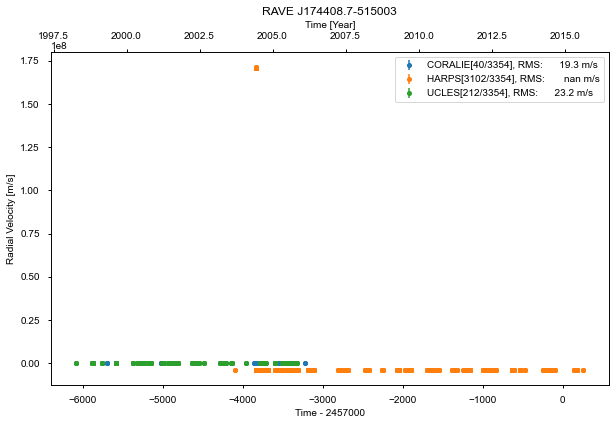 RAVE J174408.7-515003
Time [Year]
1997.5 2000.0 2002.5 2005.0 2007.5 2010.0 2012.5 2015.0
1e8
CORALIE[40/3354], RMS: 19.3 m/s
HARPS[3102/3354], RMS: nan m/s
UCLES[212/3354], RMS: 23.2 m/s
1.75
1.50
1.25
1.00
0.75
0.50
0.25
0.00
Radial Velocity [m/s]
−6000 −5000 −4000 −3000 −2000 −1000 0
Time - 2457000